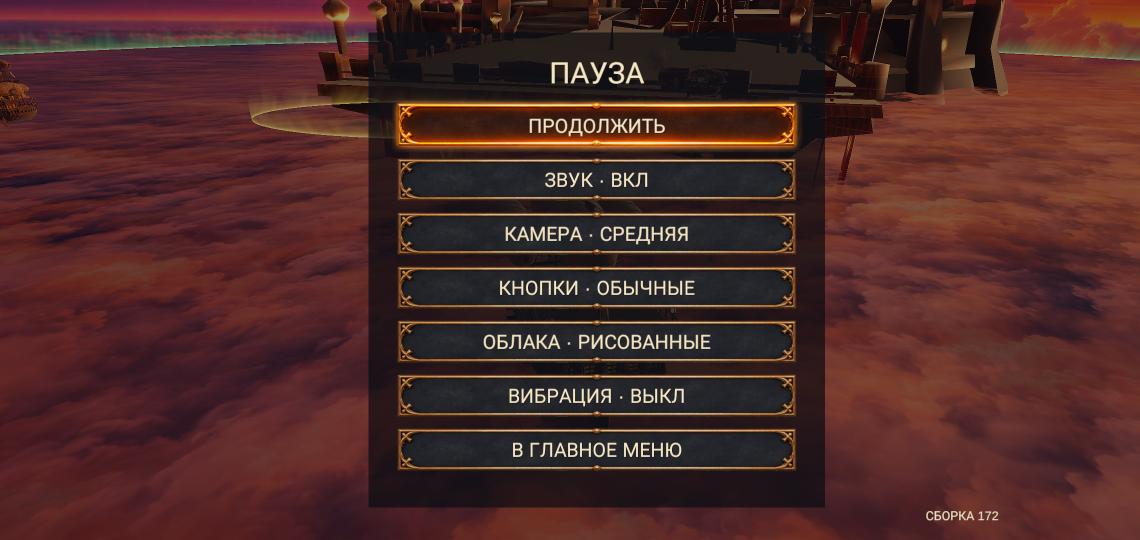 ПАУЗА
ПРОДОЛЖИТЬ
ЗВУК · ВКЛ
КАМЕРА · СРЕДНЯЯ
КНОПКИ · ОБЫЧНЫЕ
ОБЛАКА · РИСОВАННЫЕ
ВИБРАЦИЯ · ВЫКЛ
В ГЛАВНОЕ МЕНЮ
СБОРКА 172